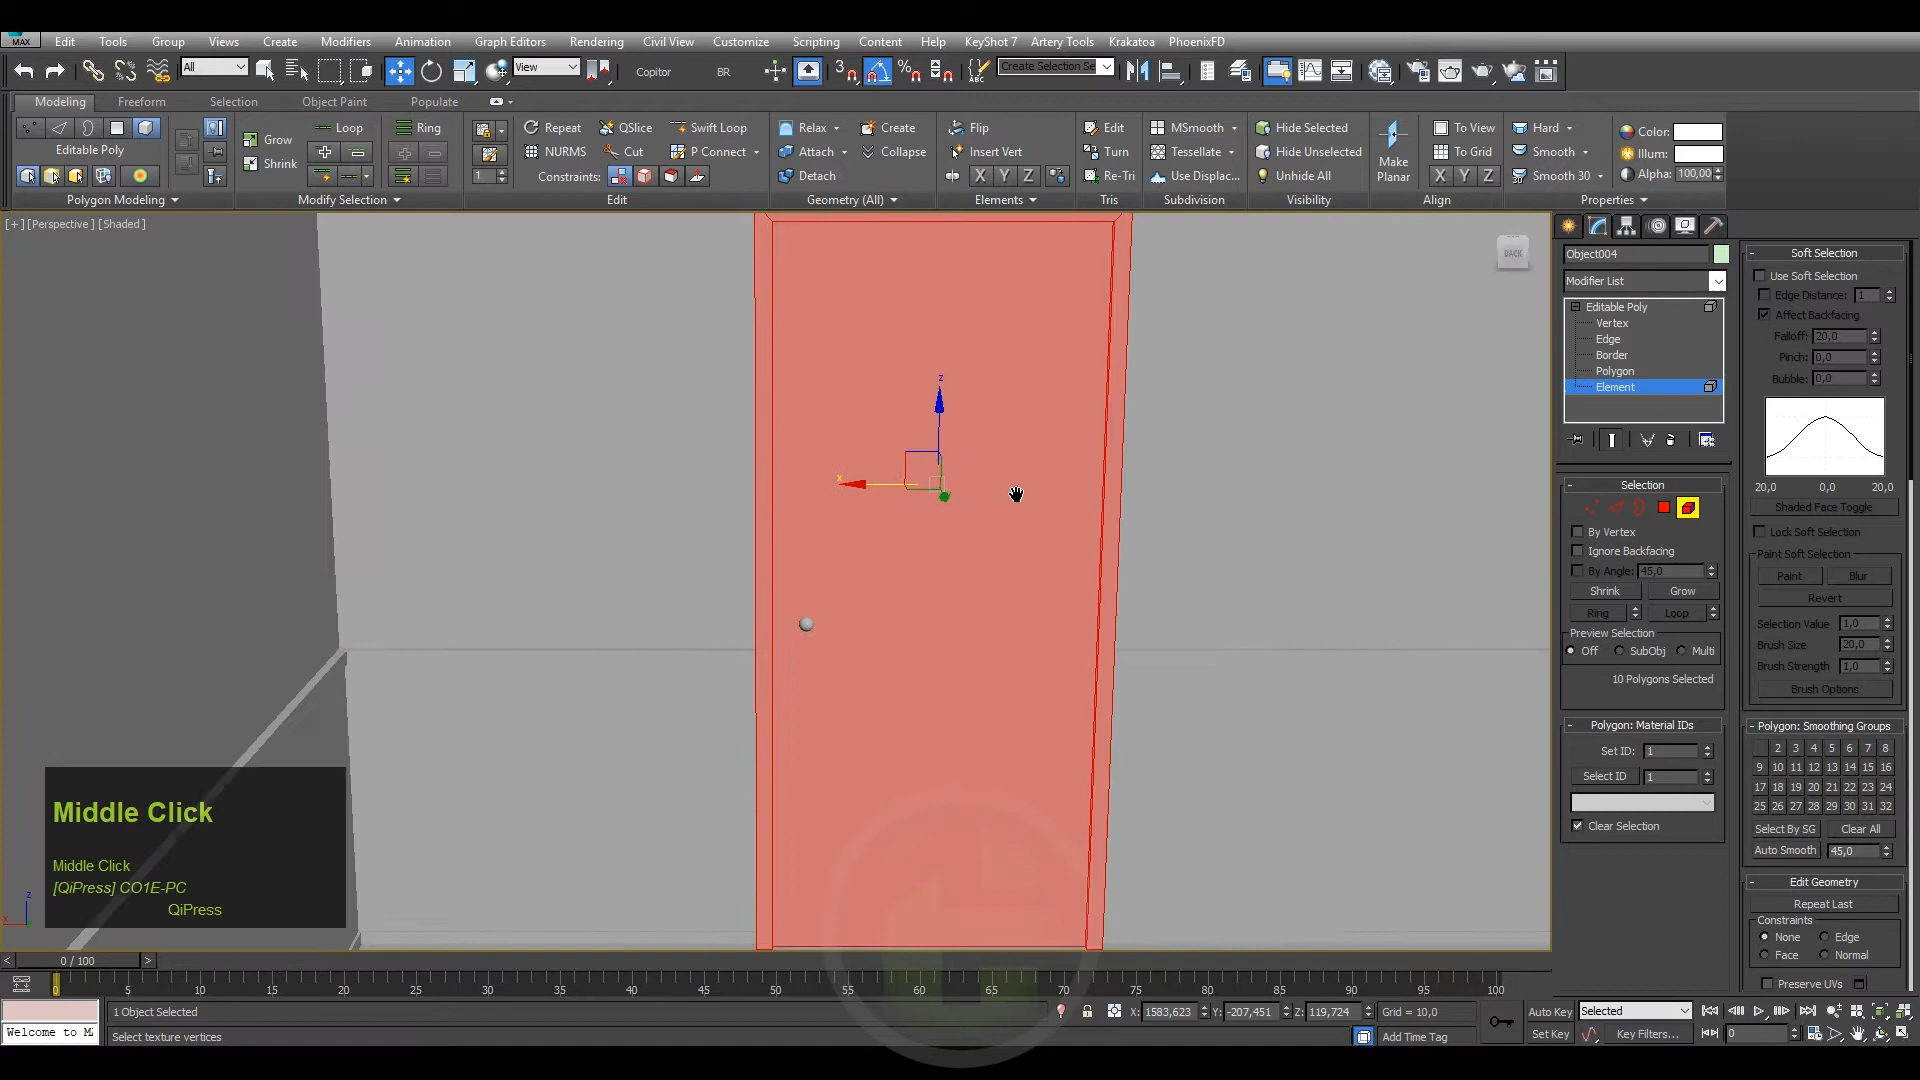 MAX Edit Tools Group Views Create Modifiers Animation Graph Editors Rendering Civil View Customize Scripting Content Help KeyShot 7 Artery Tools Krakatoa PhoenixFD
All View Copitor BR 3 % ABC Create Selection Se
Modeling Freeform Selection Object Paint Populate
Grow Loop Ring Repeat QSlice Swift Loop Relax Create Flip Edit MSmooth Hide Selected To View Hard Color:
Editable Poly Shrink NURMS Cut P Connect Attach Collapse Insert Vert Turn Tessellate Hide Unselected Make Planar To Grid Smooth Illum:
1 Constraints: Detach X Y Z Re-Tri Use Displac... Unhide All X Y Z Smooth 30 Alpha: 100,00
Polygon Modeling Modify Selection Edit Geometry (All) Elements Tris Subdivision Visibility Align Properties
[+] [Perspective] [Shaded]
BACK
z
x
Middle Click
Middle Click
[QiPress] CO1E-PC
QiPress
z
x
Object004
Modifier List
Editable Poly
Vertex
Edge
Border
Polygon
Element
Selection
By Vertex
Ignore Backfacing
By Angle: 45,0
Shrink Grow
Ring Loop
Preview Selection
Off SubObj Multi
10 Polygons Selected
Polygon: Material IDs
Set ID: 1
Select ID 1
Clear Selection
Soft Selection
Use Soft Selection
Edge Distance: 1
Affect Backfacing
Falloff: 20,0
Pinch: 0,0
Bubble: 0,0
20,0 0,0 20,0
Shaded Face Toggle
Lock Soft Selection
Paint Soft Selection
Paint Blur
Revert
Selection Value 1,0
Brush Size 20,0
Brush Strength 1,0
Brush Options
Polygon: Smoothing Groups
2 3 4 5 6 7 8
9 10 11 12 13 14 15 16
17 18 19 20 21 22 23 24
25 26 27 28 29 30 31 32
Select By SG Clear All
Auto Smooth 45,0
Edit Geometry
Repeat Last
Constraints
None Edge
Face Normal
Preserve UVs
< 0 / 100 >
0 5 10 15 20 25 30 35 40 45 50 55 60 65 70 75 80 85 90 95 100
1 Object Selected X: 1583,623 Y: -207,451 Z: 119,724 Grid = 10,0 Auto Key Selected
Welcome to M Select texture vertices Add Time Tag Set Key Key Filters... 0